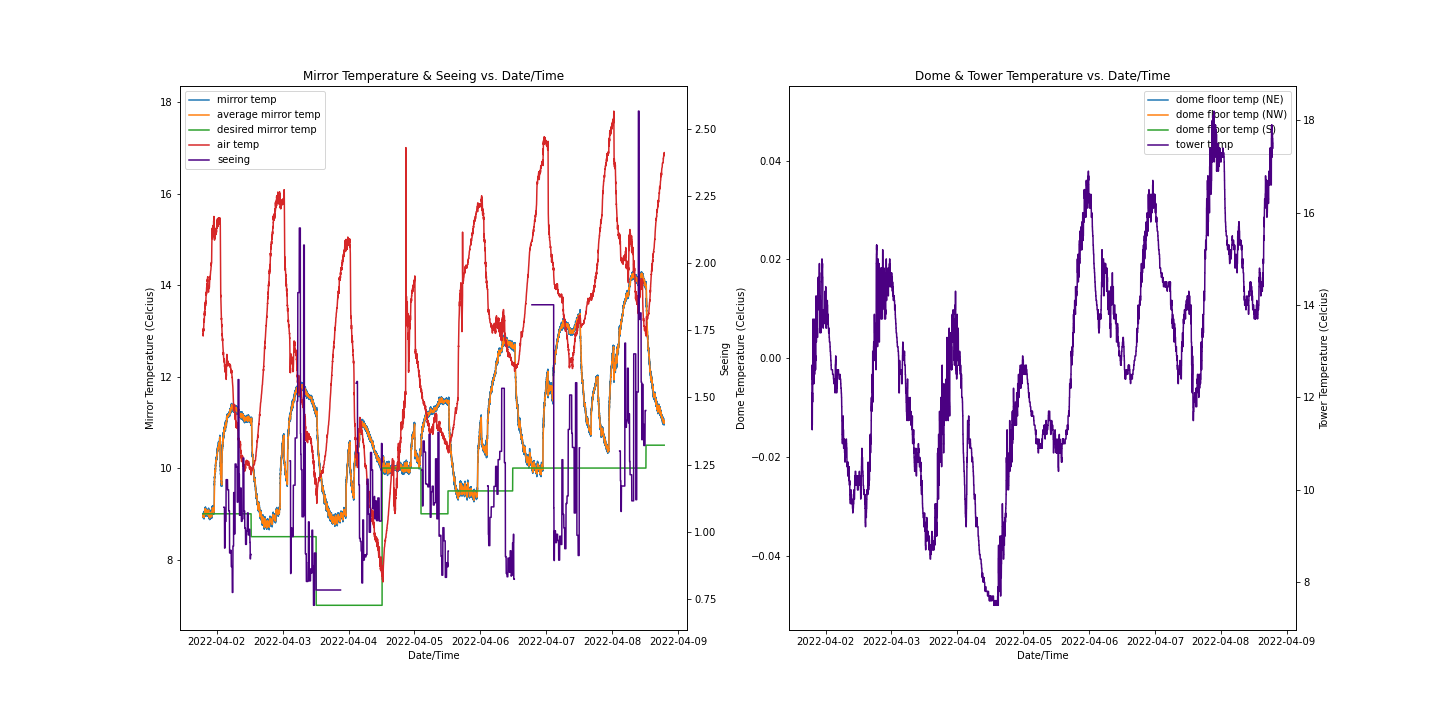 Mirror Temperature & Seeing vs. Date/Time
mirror temp
average mirror temp
desired mirror temp
air temp
seeing
18
16
14
12
10
8
Mirror Temperature (Celcius)
2.50
2.25
2.00
1.75
1.50
1.25
1.00
0.75
Seeing
2022-04-02 2022-04-03 2022-04-04 2022-04-05 2022-04-06 2022-04-07 2022-04-08 2022-04-09
Date/Time
Dome & Tower Temperature vs. Date/Time
dome floor temp (NE)
dome floor temp (NW)
dome floor temp (S)
tower temp
0.04
0.02
0.00
−0.02
−0.04
Dome Temperature (Celcius)
18
16
14
12
10
8
Tower Temperature (Celcius)
2022-04-02 2022-04-03 2022-04-04 2022-04-05 2022-04-06 2022-04-07 2022-04-08 2022-04-09
Date/Time